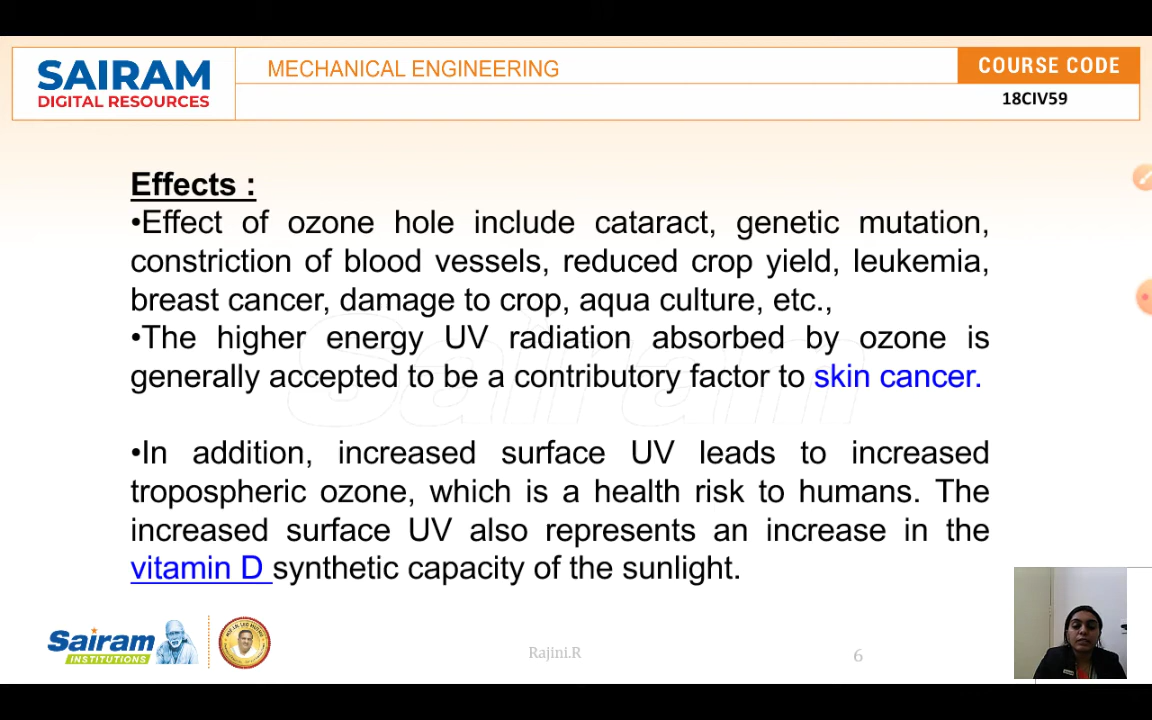 SAIRAM
DIGITAL RESOURCES
MECHANICAL ENGINEERING
COURSE CODE
18CIV59
Effects :
•Effect of ozone hole include cataract, genetic mutation,
constriction of blood vessels, reduced crop yield, leukemia,
breast cancer, damage to crop, aqua culture, etc.,
•The higher energy UV radiation absorbed by ozone is
generally accepted to be a contributory factor to skin cancer.
Sairam
•In addition, increased surface UV leads to increased
tropospheric ozone, which is a health risk to humans. The
increased surface UV also represents an increase in the
vitamin D synthetic capacity of the sunlight.
Sairam
INSTITUTIONS
Rajini.R
6